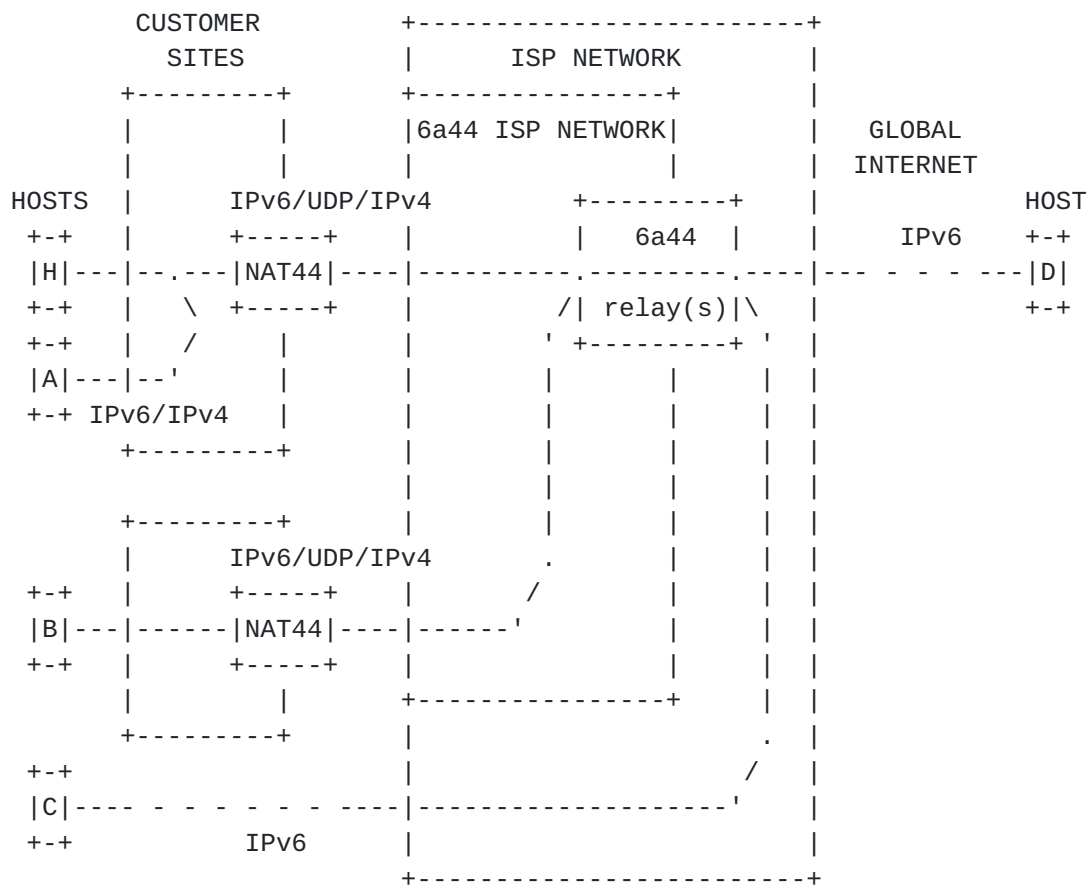 CUSTOMER
SITES ISP NETWORK
6a44 ISP NETWORK GLOBAL
INTERNET
HOSTS IPv6/UDP/IPv4 HOST
6a44 IPv6
H NAT44 D
relay(s)
A
IPv6/IPv4
IPv6/UDP/IPv4
B NAT44
C
IPv6